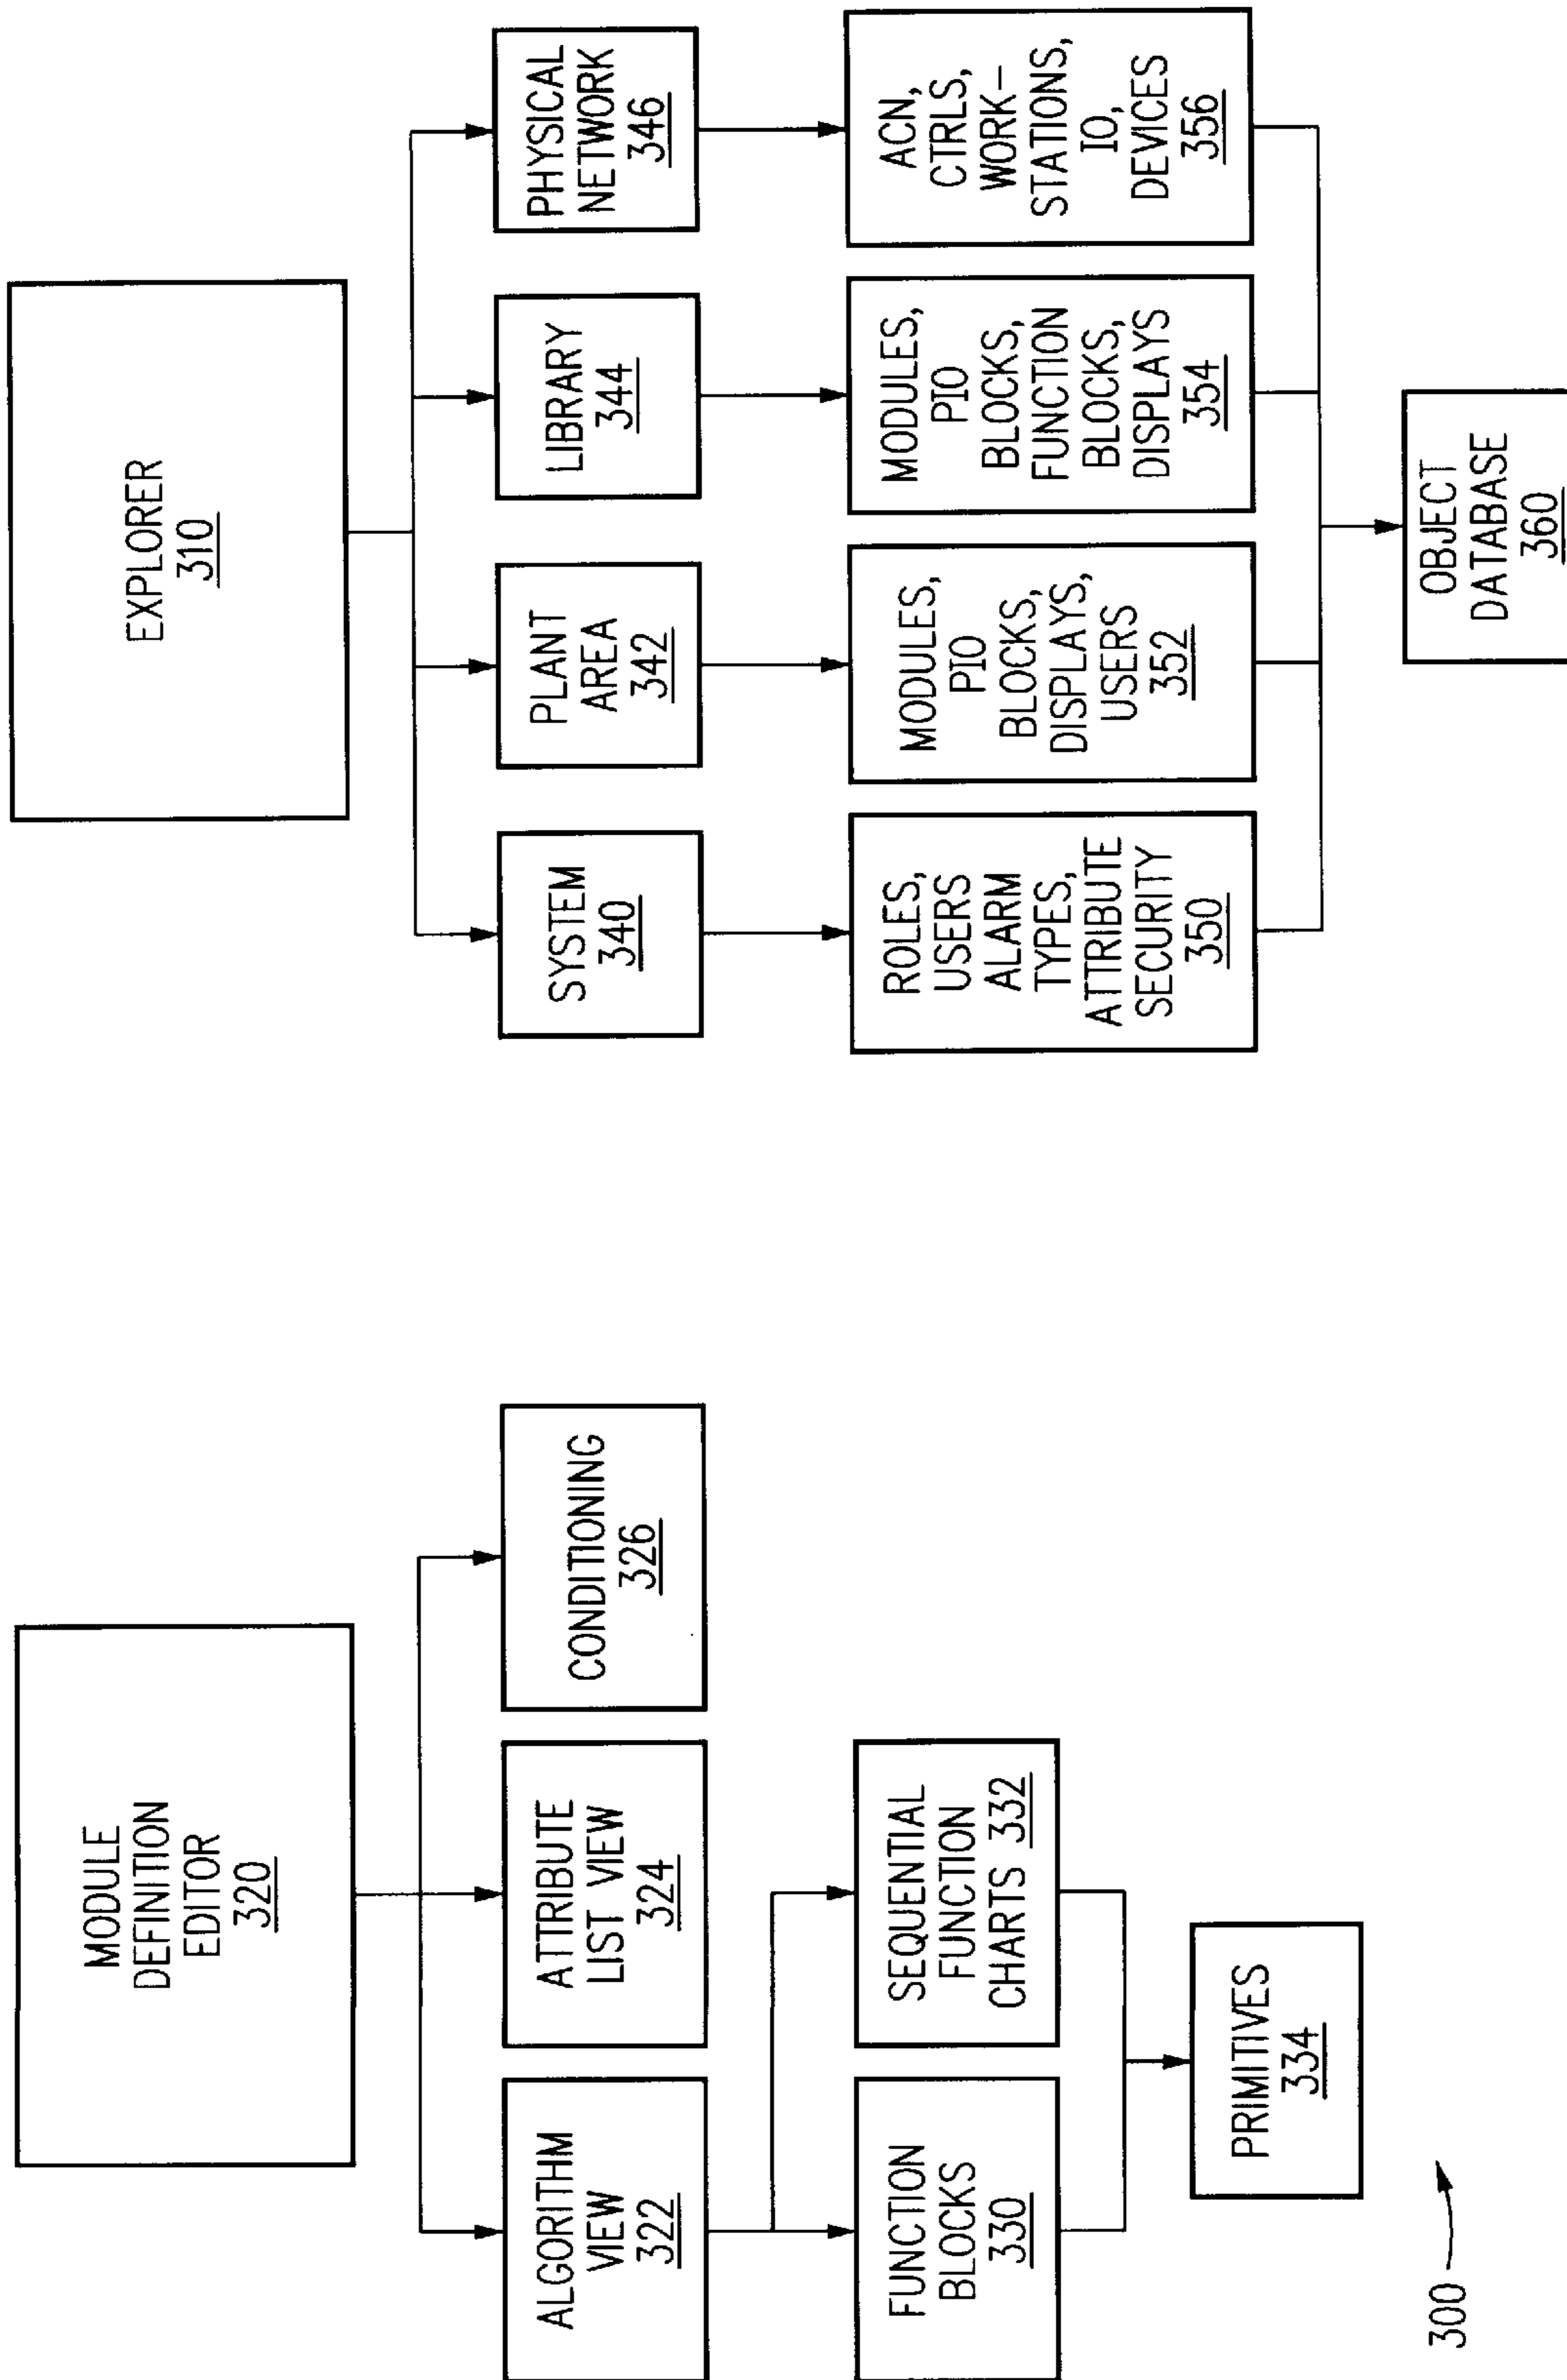 MODULE
DEFINITION
EDITOR
320
ALGORITHM
VIEW
322
ATTRIBUTE
LIST VIEW
324
CONDITIONING
326
FUNCTION
BLOCKS
330
SEQUENTIAL
FUNCTION
CHARTS 332
PRIMITIVES
334
300
EXPLORER
310
SYSTEM
340
PLANT
AREA
342
LIBRARY
344
PHYSICAL
NETWORK
346
ROLES,
USERS
ALARM
TYPES,
ATTRIBUTE
SECURITY
350
MODULES,
PIO
BLOCKS,
DISPLAYS,
USERS
352
MODULES,
PIO
BLOCKS,
FUNCTION
BLOCKS,
DISPLAYS
354
ACN,
CTRLS,
WORK-
STATIONS,
IO,
DEVICES
356
OBJECT
DATABASE
360